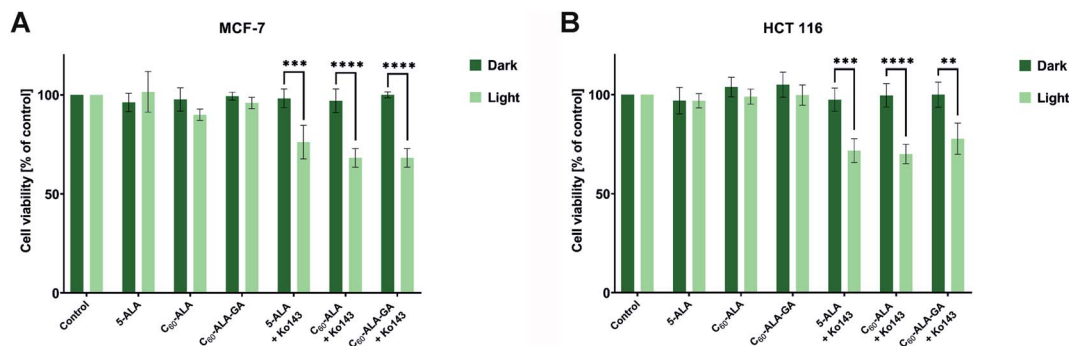 A
MCF-7
Cell viability [% of control]
100
50
0
*** **** ****
Dark
Light
Control
5-ALA
C₆₀-ALA
C₆₀-ALA-GA
5-ALA
+ Ko143
C₆₀-ALA
+ Ko143
C₆₀-ALA-GA
+ Ko143
B
HCT 116
Cell viability [% of control]
100
50
0
*** **** **
Dark
Light
Control
5-ALA
C₆₀-ALA
C₆₀-ALA-GA
5-ALA
+ Ko143
C₆₀-ALA
+ Ko143
C₆₀-ALA-GA
+ Ko143